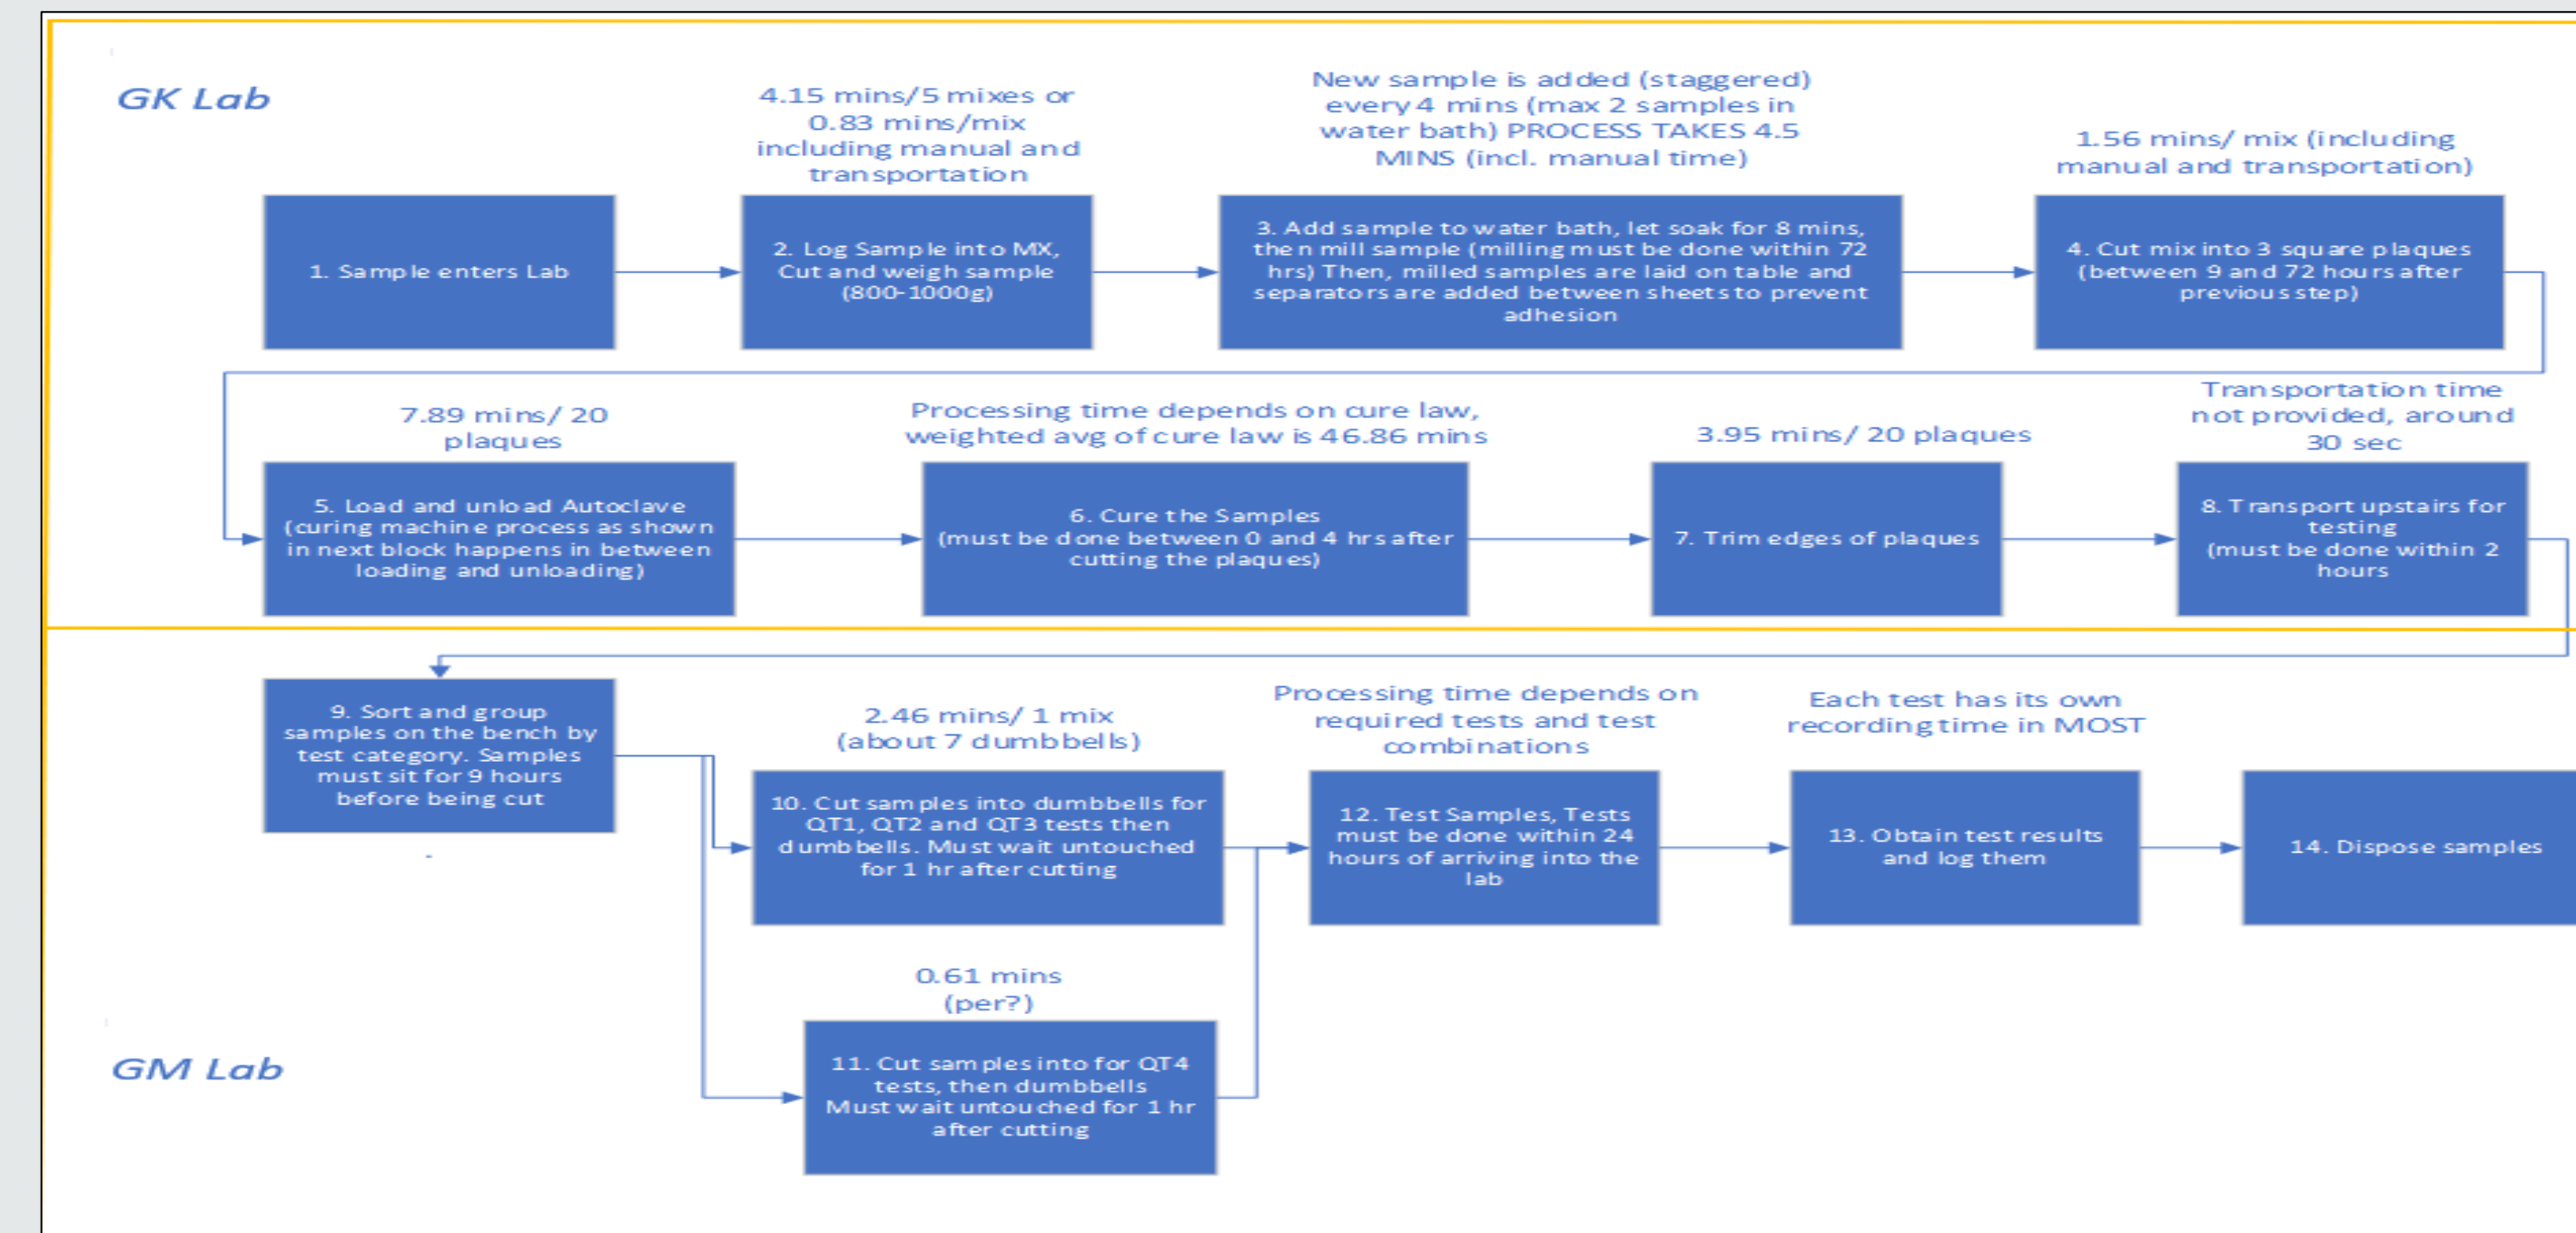 GK Lab
4.15 mins/5 mixes or
0.83 mins/mix
including manual and
transportation
New sample is added (staggered)
every 4 mins (max 2 samples in
water bath) PROCESS TAKES 4.5
MINS (incl. manual time)
1.56 mins/ mix (including
manual and transportation)
1. Sample enters Lab
2. Log Sample into MX,
Cut and weigh sample
(800-1000g)
3. Add sample to water bath, let soak for 8 mins,
then mill sample (milling must be done within 72
hrs) Then, milled samples are laid on table and
separators are added between sheets to prevent
adhesion
4. Cut mix into 3 square plaques
(between 9 and 72 hours after
previous step)
7.89 mins/ 20
plaques
Processing time depends on cure law,
weighted avg of cure law is 46.86 mins
3.95 mins/ 20 plaques
Transportation time
not provided, around
30 sec
5. Load and unload Autoclave
(curing machine process as shown
in next block happens in between
loading and unloading)
6. Cure the Samples
(must be done between 0 and 4 hrs after
cutting the plaques)
7. Trim edges of plaques
8. Transport upstairs for
testing
(must be done within 2
hours
9. Sort and group
samples on the bench by
test category. Samples
must sit for 9 hours
before being cut
2.46 mins/ 1 mix
(about 7 dumbbells)
Processing time depends on
required tests and test
combinations
Each test has its own
recording time in MOST
10. Cut samples into dumbbells for
QT1, QT2 and QT3 tests then
dumbbells. Must wait untouched
for 1 hr after cutting
12. Test Samples, Tests
must be done within 24
hours of arriving into the
lab
13. Obtain test results
and log them
14. Dispose samples
0.61 mins
(per?)
11. Cut samples into for QT4
tests, then dumbbells
Must wait untouched for 1 hr
after cutting
GM Lab